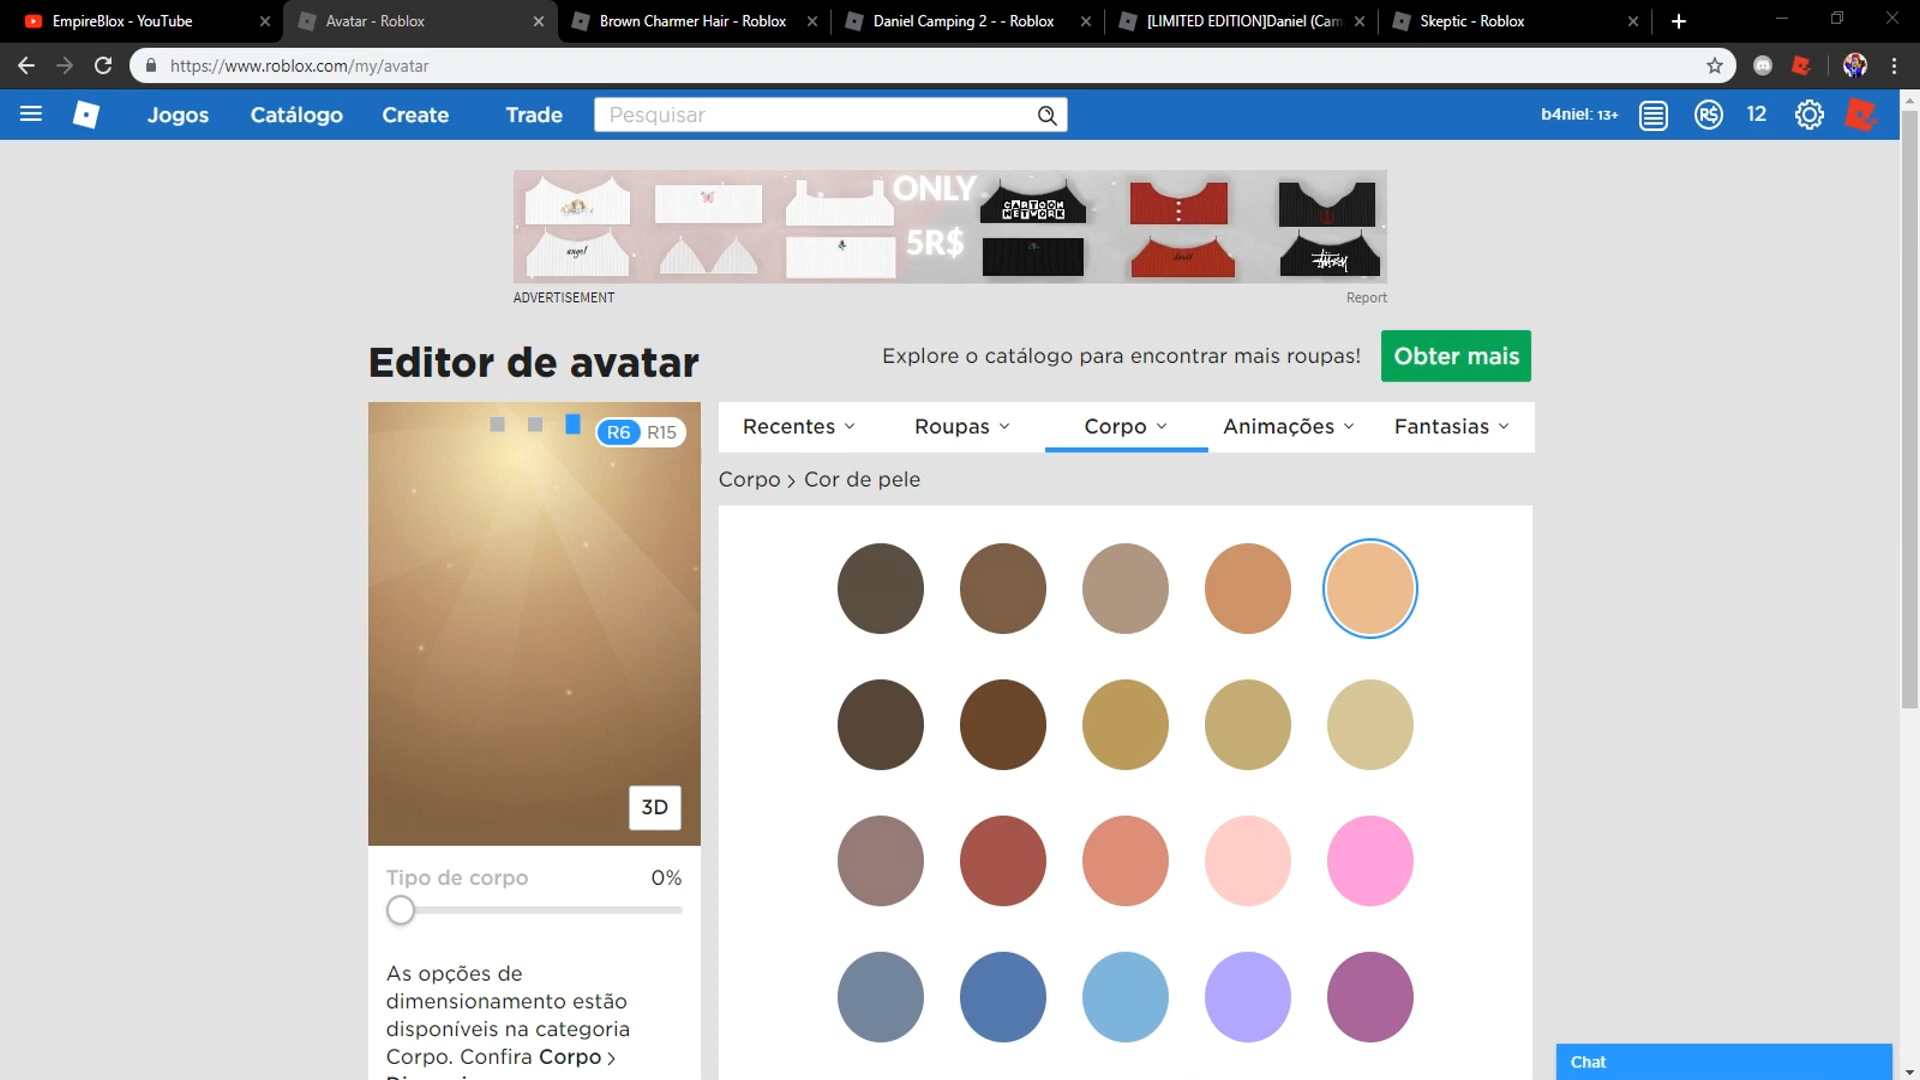 EmpireBlox - YouTube
Avatar - Roblox
Brown Charmer Hair - Roblox
Daniel Camping 2 - - Roblox
[LIMITED EDITION]Daniel (Cam
Skeptic - Roblox
https://www.roblox.com/my/avatar
Jogos
Catálogo
Create
Trade
Pesquisar
b4niel: 13+
R$
12
ONLY
5R$
angel
CARTOON
NETWORK
ADVERTISEMENT
Report
Editor de avatar
Explore o catálogo para encontrar mais roupas!
Obter mais
R6
R15
Recentes
Roupas
Corpo
Animações
Fantasias
Corpo > Cor de pele
3D
Tipo de corpo
0%
As opções de
dimensionamento estão
disponíveis na categoria
Corpo. Confira Corpo >
Chat